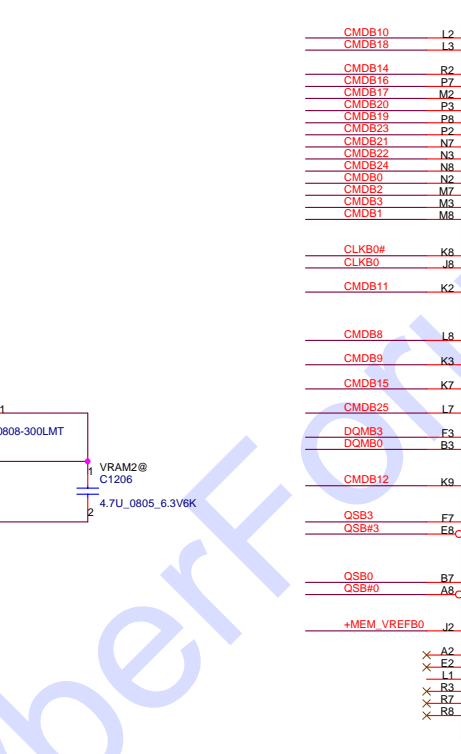 CMDB10 L2
CMDB18 L3
CMDB14 R2
CMDB16 P7
CMDB17 M2
CMDB20 P3
CMDB19 P8
CMDB23 P2
CMDB21 N7
CMDB22 N3
CMDB24 N8
CMDB0 N2
CMDB2 M7
CMDB3 M3
CMDB1 M8
CLKB0# K8
CLKB0 J8
CMDB11 K2
CMDB8 L8
CMDB9 K3
CMDB15 K7
CMDB25 L7
DQMB3 F3
DQMB0 B3
CMDB12 K9
QSB3 F7
QSB#3 E8
QSB0 B7
QSB#0 A8
+MEM_VREFB0 J2
A2
E2
L1
R3
R7
R8
1
0808-300LMT
1 VRAM2@
C1206
4.7U_0805_6.3V6K
2
yberForu